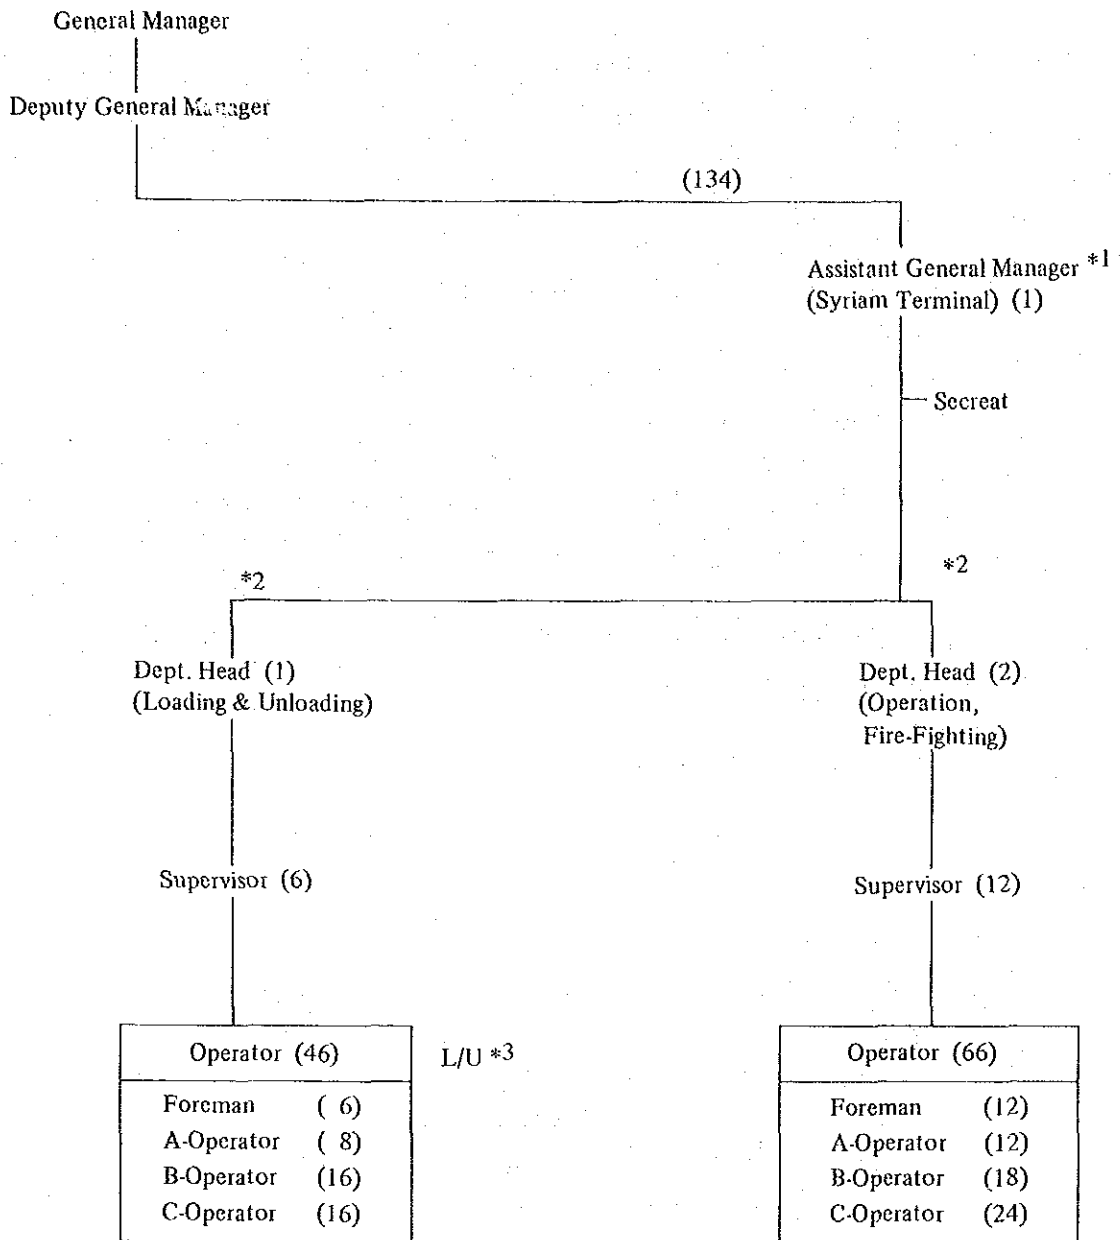 General Manager
Deputy General Manager
(134)
Assistant General Manager *1
(Syriam Terminal) (1)
Secreat
*2
*2
Dept. Head (1)
(Loading & Unloading)
Dept. Head (2)
(Operation,
Fire-Fighting)
Supervisor (6)
Supervisor (12)
Operator (46)
L/U *3
Foreman ( 6)
A-Operator ( 8)
B-Operator (16)
C-Operator (16)
Operator (66)
Foreman (12)
A-Operator (12)
B-Operator (18)
C-Operator (24)